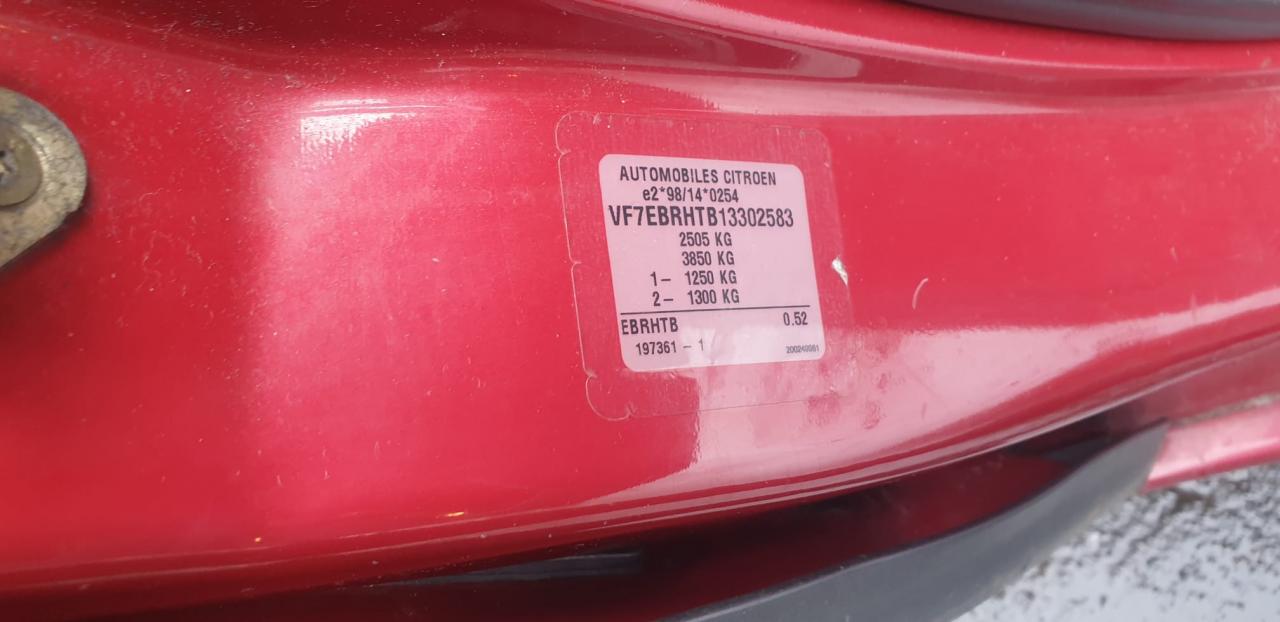 AUTOMOBILES CITROEN
e2*98/14*0254
VF7EBRHTB13302583
2505 KG
3850 KG
1- 1250 KG
2- 1300 KG
EBRHTB 0.52
197361 - 1